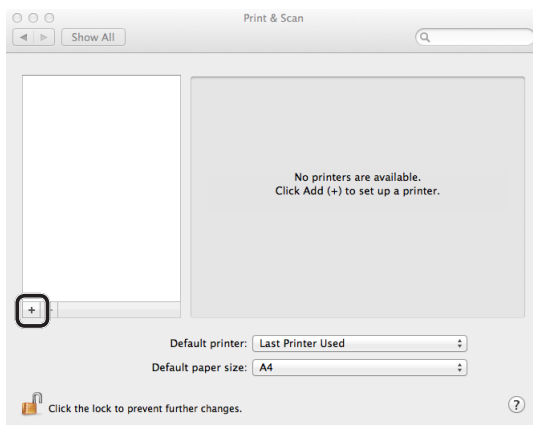 Print & Scan
Show All
No printers are available.
Click Add (+) to set up a printer.
+ -
Default printer: Last Printer Used
Default paper size: A4
Click the lock to prevent further changes.
?